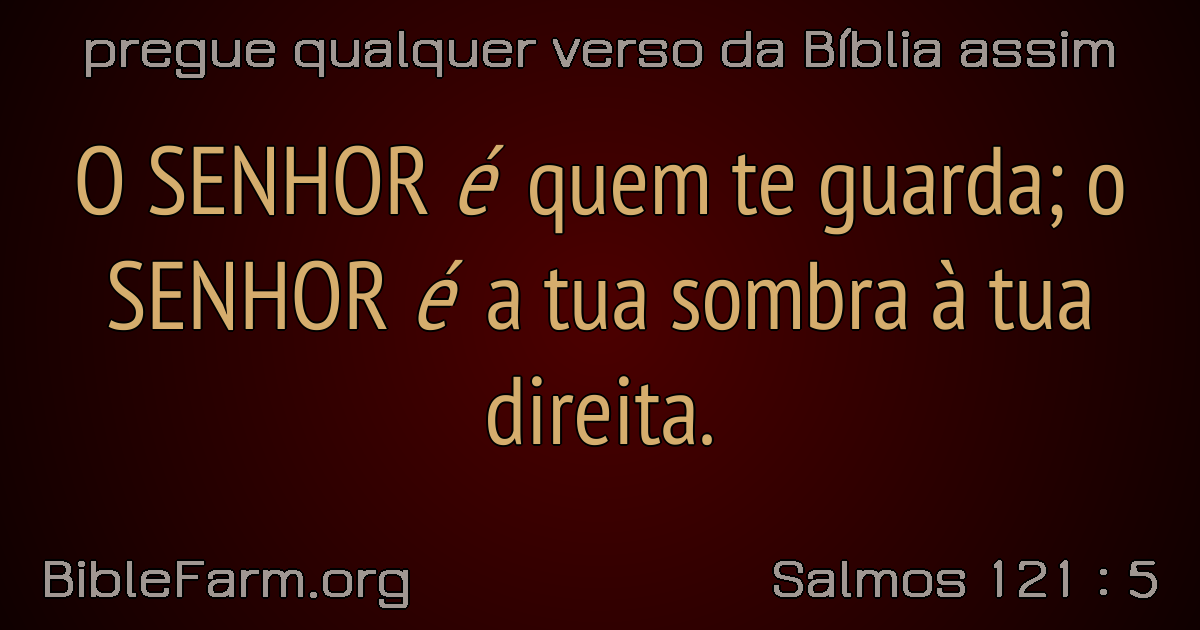 pregue qualquer verso da Bíblia assim
O SENHOR é quem te guarda; o
SENHOR é a tua sombra à tua
direita.
BibleFarm.org
Salmos 121 : 5